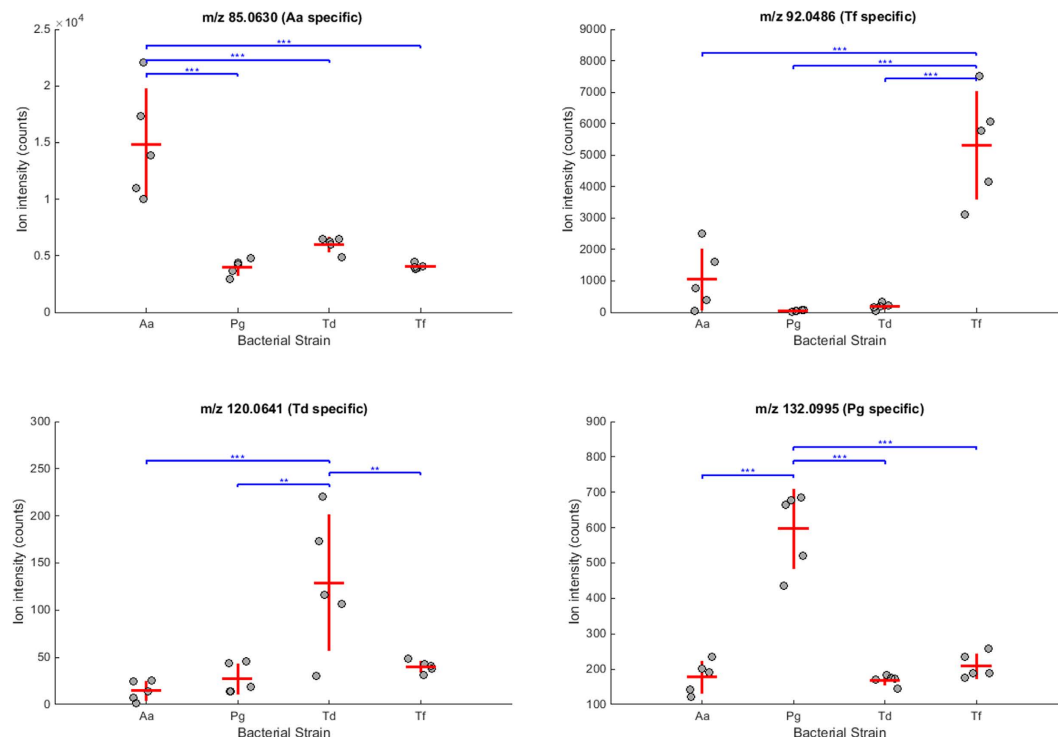 m/z 85.0630 (Aa specific)
×10⁴
2.5
2
1.5
1
0.5
0
Ion intensity (counts)
***
***
***
Aa Pg Td Tf
Bacterial Strain
m/z 92.0486 (Tf specific)
9000
8000
7000
6000
5000
4000
3000
2000
1000
0
Ion intensity (counts)
***
***
***
Aa Pg Td Tf
Bacterial Strain
m/z 120.0641 (Td specific)
300
250
200
150
100
50
0
Ion intensity (counts)
***
**
**
Aa Pg Td Tf
Bacterial Strain
m/z 132.0995 (Pg specific)
900
800
700
600
500
400
300
200
100
Ion intensity (counts)
***
***
***
Aa Pg Td Tf
Bacterial Strain